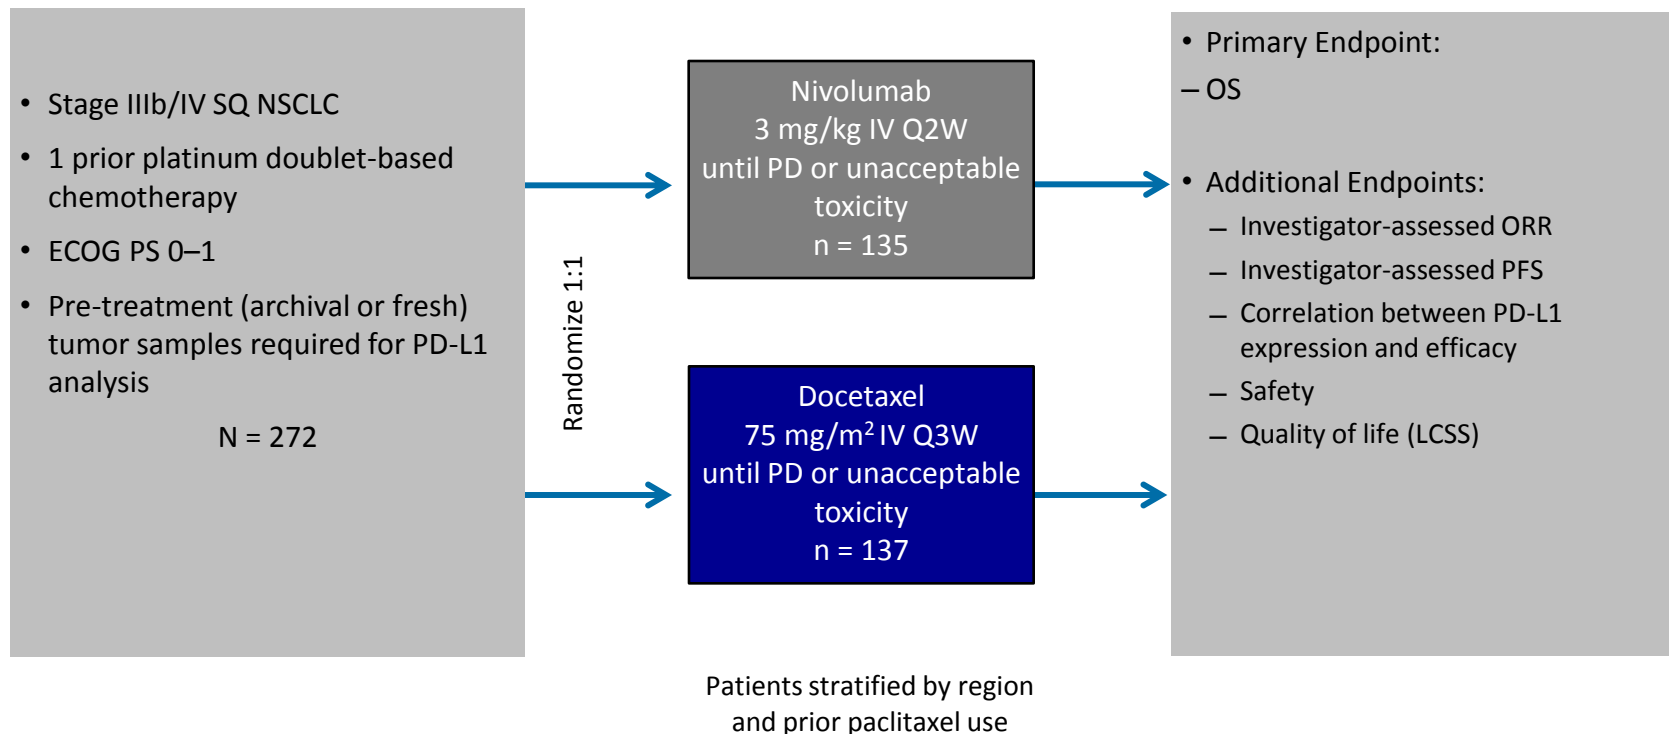 • Stage IIIb/IV SQ NSCLC
• 1 prior platinum doublet-based
chemotherapy
• ECOG PS 0–1
• Pre-treatment (archival or fresh)
tumor samples required for PD-L1
analysis
N = 272
Randomize 1:1
Nivolumab
3 mg/kg IV Q2W
until PD or unacceptable
toxicity
n = 135
Docetaxel
75 mg/m² IV Q3W
until PD or unacceptable
toxicity
n = 137
Patients stratified by region
and prior paclitaxel use
• Primary Endpoint:
– OS
• Additional Endpoints:
– Investigator-assessed ORR
– Investigator-assessed PFS
– Correlation between PD-L1
expression and efficacy
– Safety
– Quality of life (LCSS)